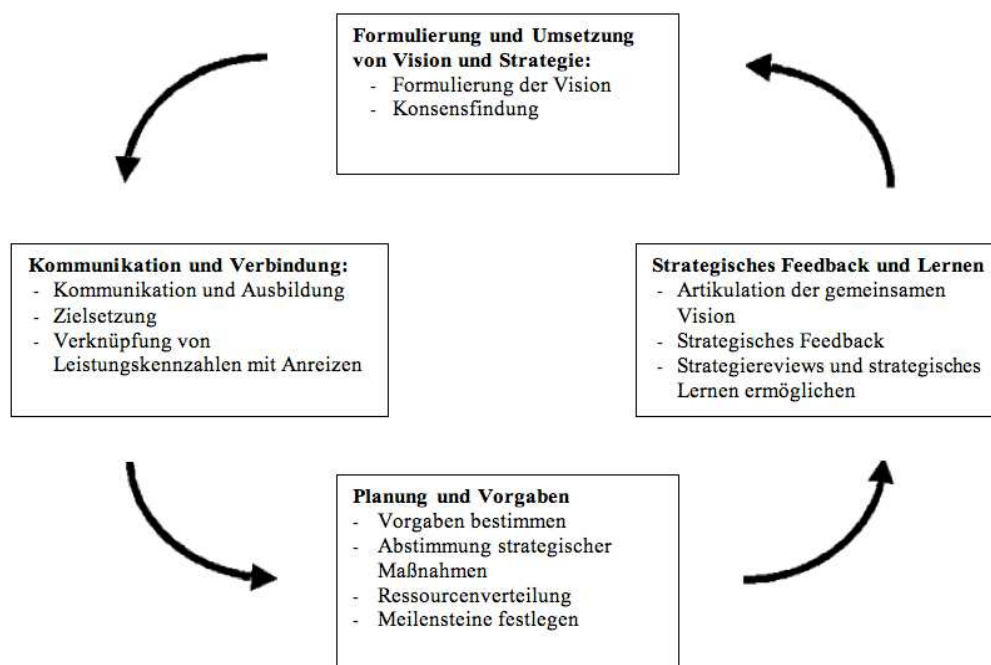 Formulierung und Umsetzung
von Vision und Strategie:
- Formulierung der Vision
- Konsensfindung
Kommunikation und Verbindung:
- Kommunikation und Ausbildung
- Zielsetzung
- Verknüpfung von
Leistungskennzahlen mit Anreizen
Strategisches Feedback und Lernen
- Artikulation der gemeinsamen
Vision
- Strategisches Feedback
- Strategiereviews und strategisches
Lernen ermöglichen
Planung und Vorgaben
- Vorgaben bestimmen
- Abstimmung strategischer
Maßnahmen
- Ressourcenverteilung
- Meilensteine festlegen